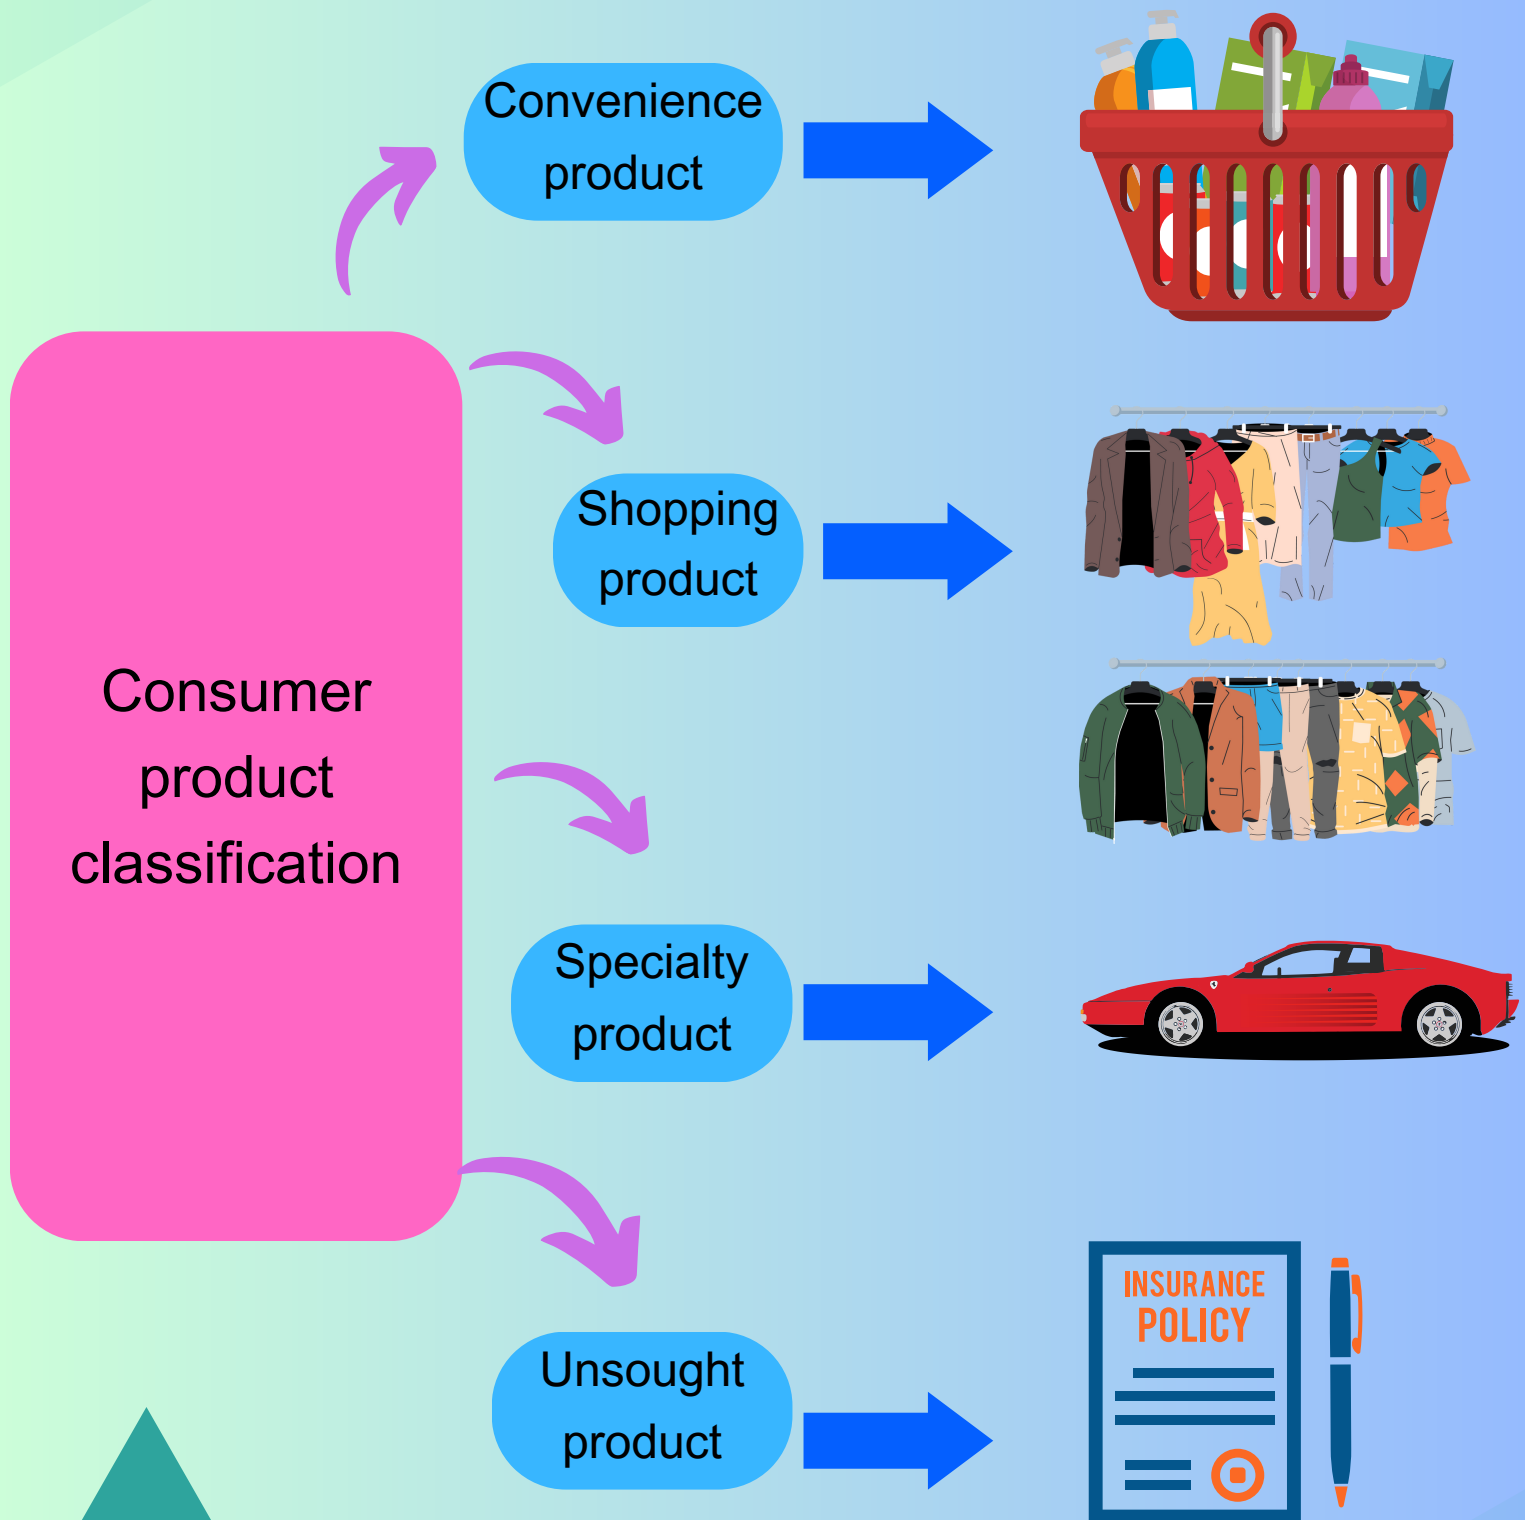 Convenience
product
Shopping
product
Consumer
product
classification
Specialty
product
INSURANCE
POLICY
Unsought
product